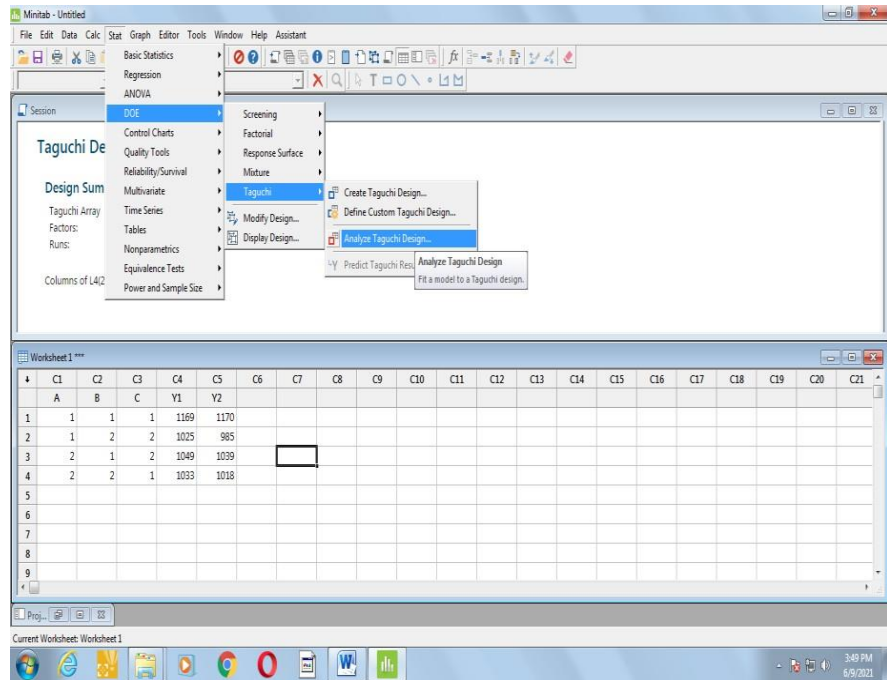 Minitab - Untitled
File Edit Data Calc Stat Graph Editor Tools Window Help Assistant
Basic Statistics
Regression
ANOVA
DOE
Control Charts
Quality Tools
Reliability/Survival
Multivariate
Time Series
Tables
Nonparametrics
Equivalence Tests
Power and Sample Size
Screening
Factorial
Response Surface
Mixture
Taguchi
Modify Design...
Display Design...
Create Taguchi Design...
Define Custom Taguchi Design...
Analyze Taguchi Design...
Predict Taguchi Resu
Analyze Taguchi Design
Fit a model to a Taguchi design.
Session
Taguchi De
Design Sum
Taguchi Array
Factors:
Runs:
Columns of L4(2
Worksheet 1 ***
C1 C2 C3 C4 C5 C6 C7 C8 C9 C10 C11 C12 C13 C14 C15 C16 C17 C18 C19 C20 C21
A B C Y1 Y2
1 1 1 1 1169 1170
2 1 2 2 1025 985
3 2 1 2 1049 1039
4 2 2 1 1033 1018
5
6
7
8
9
Proj...
Current Worksheet: Worksheet 1
3:49 PM
6/9/2021